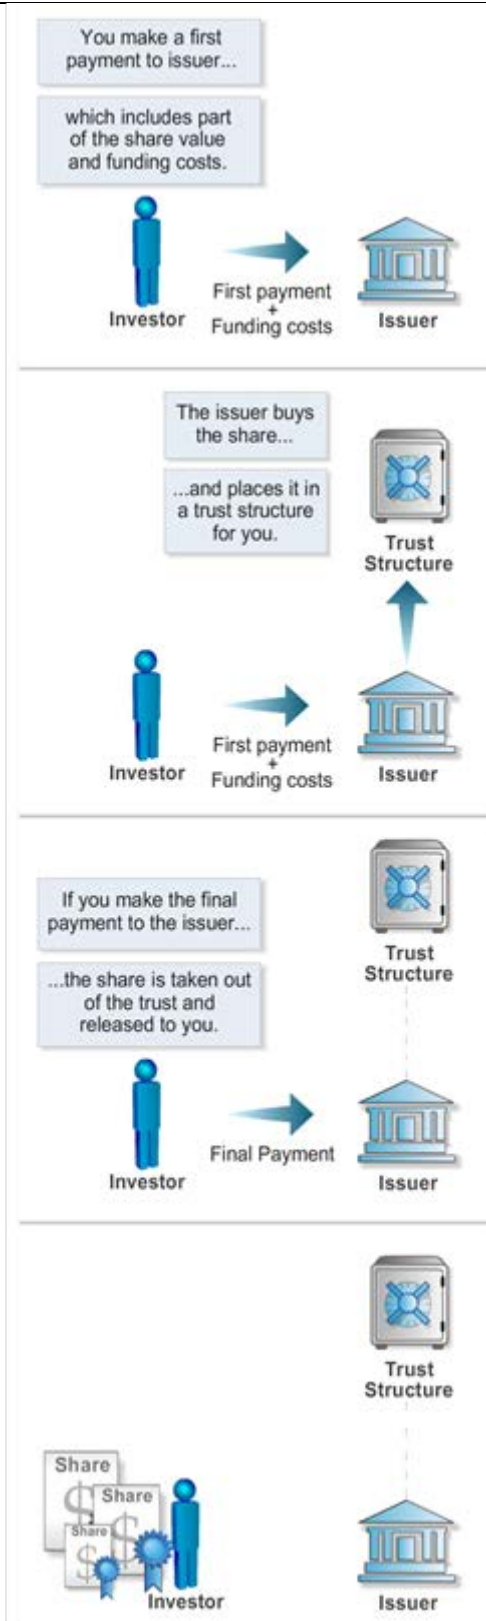 You make a first
payment to issuer...
which includes part
of the share value
and funding costs.
Investor
First payment
+
Funding costs
Issuer
The issuer buys
the share...
...and places it in
a trust structure
for you.
Trust
Structure
Investor
First payment
+
Funding costs
Issuer
If you make the final
payment to the issuer...
...the share is taken out
of the trust and
released to you.
Trust
Structure
Investor
Final Payment
Issuer
Trust
Structure
Share
$
Share
$
Share
$
Investor
Issuer